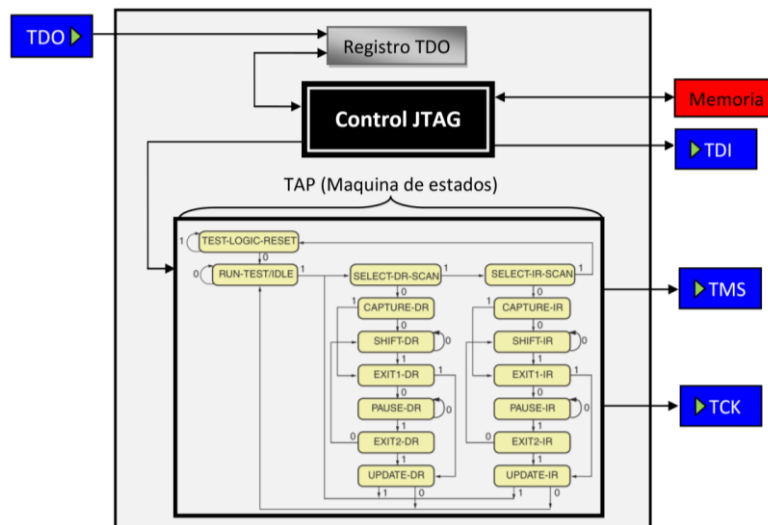 TDO
Registro TDO
Control JTAG
Memoria
TDI
TAP (Maquina de estados)
1
TEST-LOGIC-RESET
0
0
RUN-TEST/IDLE
1
SELECT-DR-SCAN
1
SELECT-IR-SCAN
1
0
0
1
CAPTURE-DR
1
CAPTURE-IR
0
0
SHIFT-DR
0
SHIFT-IR
0
1
1
EXIT1-DR
1
EXIT1-IR
1
0
0
PAUSE-DR
0
PAUSE-IR
0
1
1
0
EXIT2-DR
0
EXIT2-IR
1
1
UPDATE-DR
UPDATE-IR
1
0
1
0
TMS
TCK